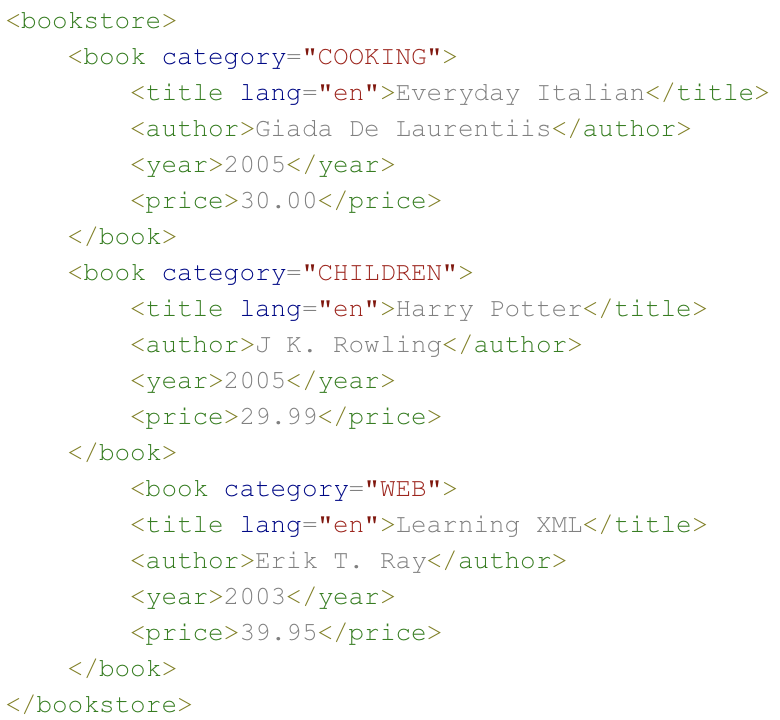 <bookstore>
    <book category="COOKING">
        <title lang="en">Everyday Italian</title>
        <author>Giada De Laurentiis</author>
        <year>2005</year>
        <price>30.00</price>
    </book>
    <book category="CHILDREN">
        <title lang="en">Harry Potter</title>
        <author>J K. Rowling</author>
        <year>2005</year>
        <price>29.99</price>
    </book>
        <book category="WEB">
        <title lang="en">Learning XML</title>
        <author>Erik T. Ray</author>
        <year>2003</year>
        <price>39.95</price>
    </book>
</bookstore>